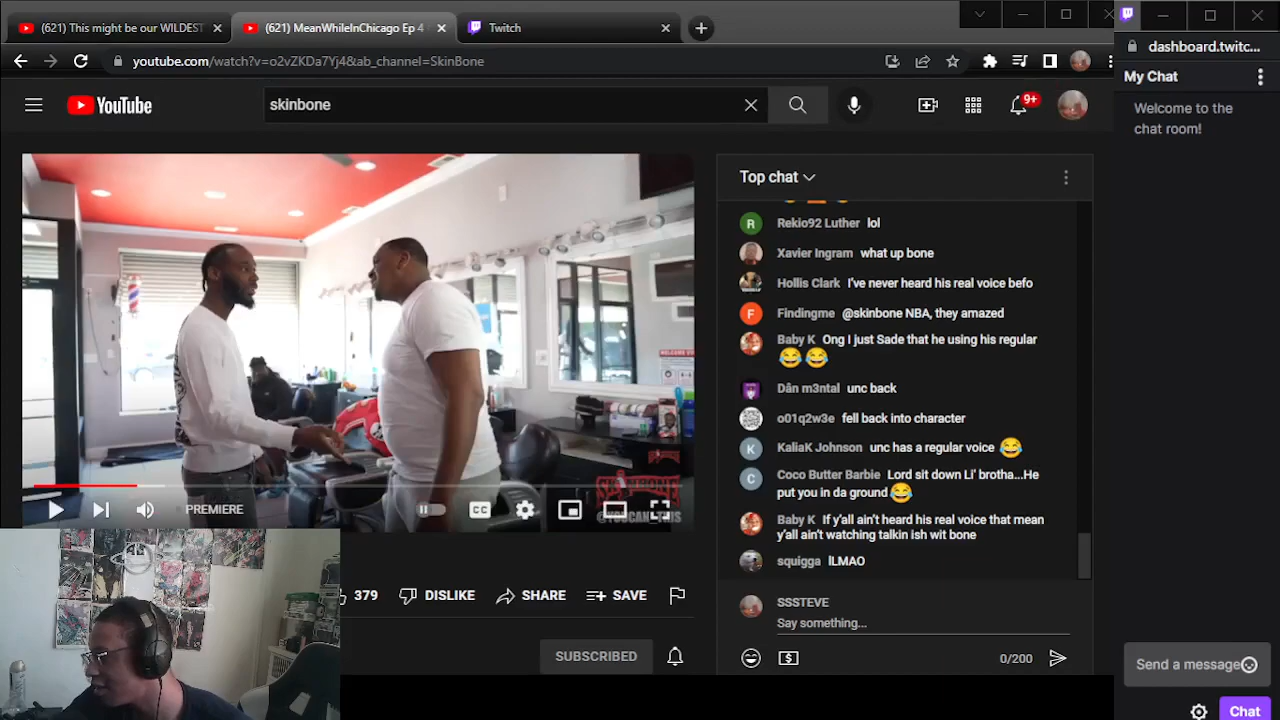 (621) This might be our WILDEST
(621) MeanWhileInChicago Ep 4
Twitch
youtube.com/watch?v=o2vZKDa7Yj4&ab_channel=SkinBone
dashboard.twitc...
YouTube
skinbone
9+
My Chat
Welcome to the
chat room!
Top chat
Rekio92 Luther lol
Xavier Ingram what up bone
Hollis Clark I've never heard his real voice befo
F
Findingme @skinbone NBA, they amazed
Baby K Ong I just Sade that he using his regular
😂😂
Dân m3ntal unc back
o01q2w3e fell back into character
KaliaK Johnson unc has a regular voice 😂
Coco Butter Barbie Lord sit down Li' brotha...He
put you in da ground😂
Baby K If y'all ain't heard his real voice that mean
y'all ain't watching talkin ish wit bone
squigga lLMAO
PREMIERE
CC
SKINBONE
379
DISLIKE
SHARE
SAVE
SUBSCRIBED
SSSTEVE
Say something...
0/200
Send a message
Chat